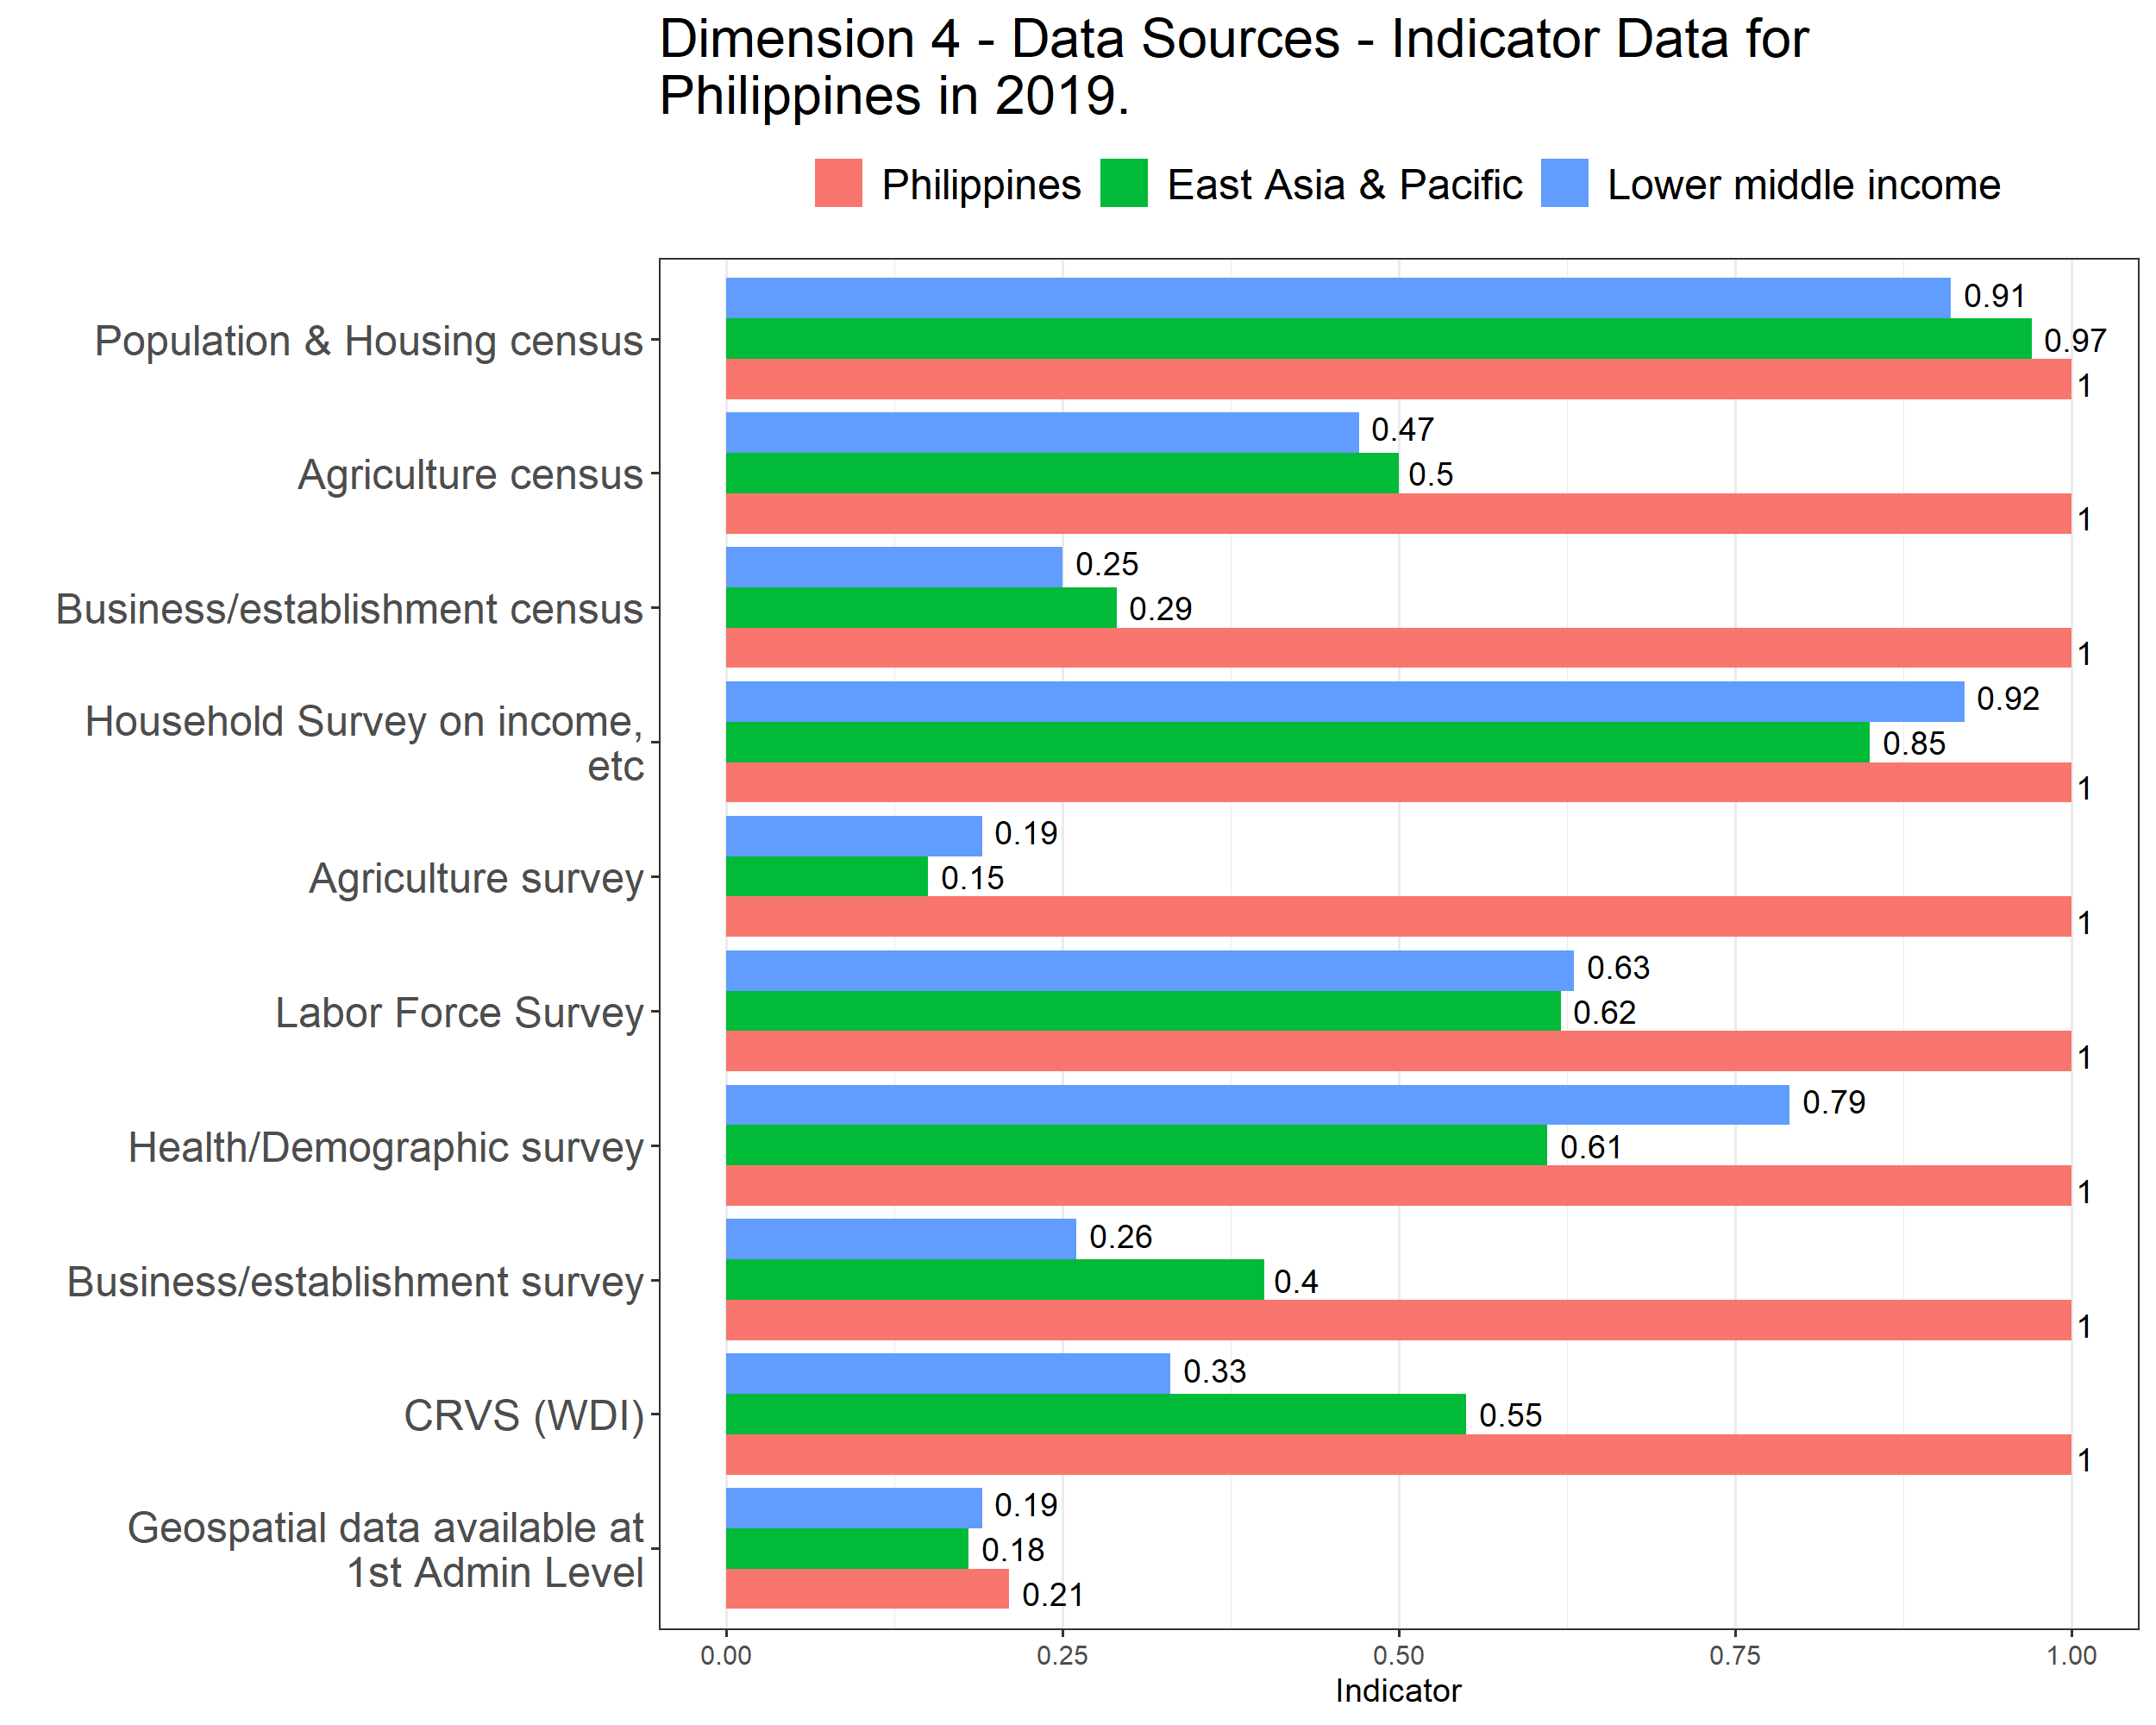 Dimension 4 - Data Sources - Indicator Data for
Philippines in 2019.
Philippines East Asia & Pacific Lower middle income
Population & Housing census
0.91
0.97
1
Agriculture census
0.47
0.5
1
Business/establishment census
0.25
0.29
1
Household Survey on income,
etc
0.92
0.85
1
Agriculture survey
0.19
0.15
1
Labor Force Survey
0.63
0.62
1
Health/Demographic survey
0.79
0.61
1
Business/establishment survey
0.26
0.4
1
CRVS (WDI)
0.33
0.55
1
Geospatial data available at
1st Admin Level
0.19
0.18
0.21
0.00 0.25 0.50 0.75 1.00
Indicator